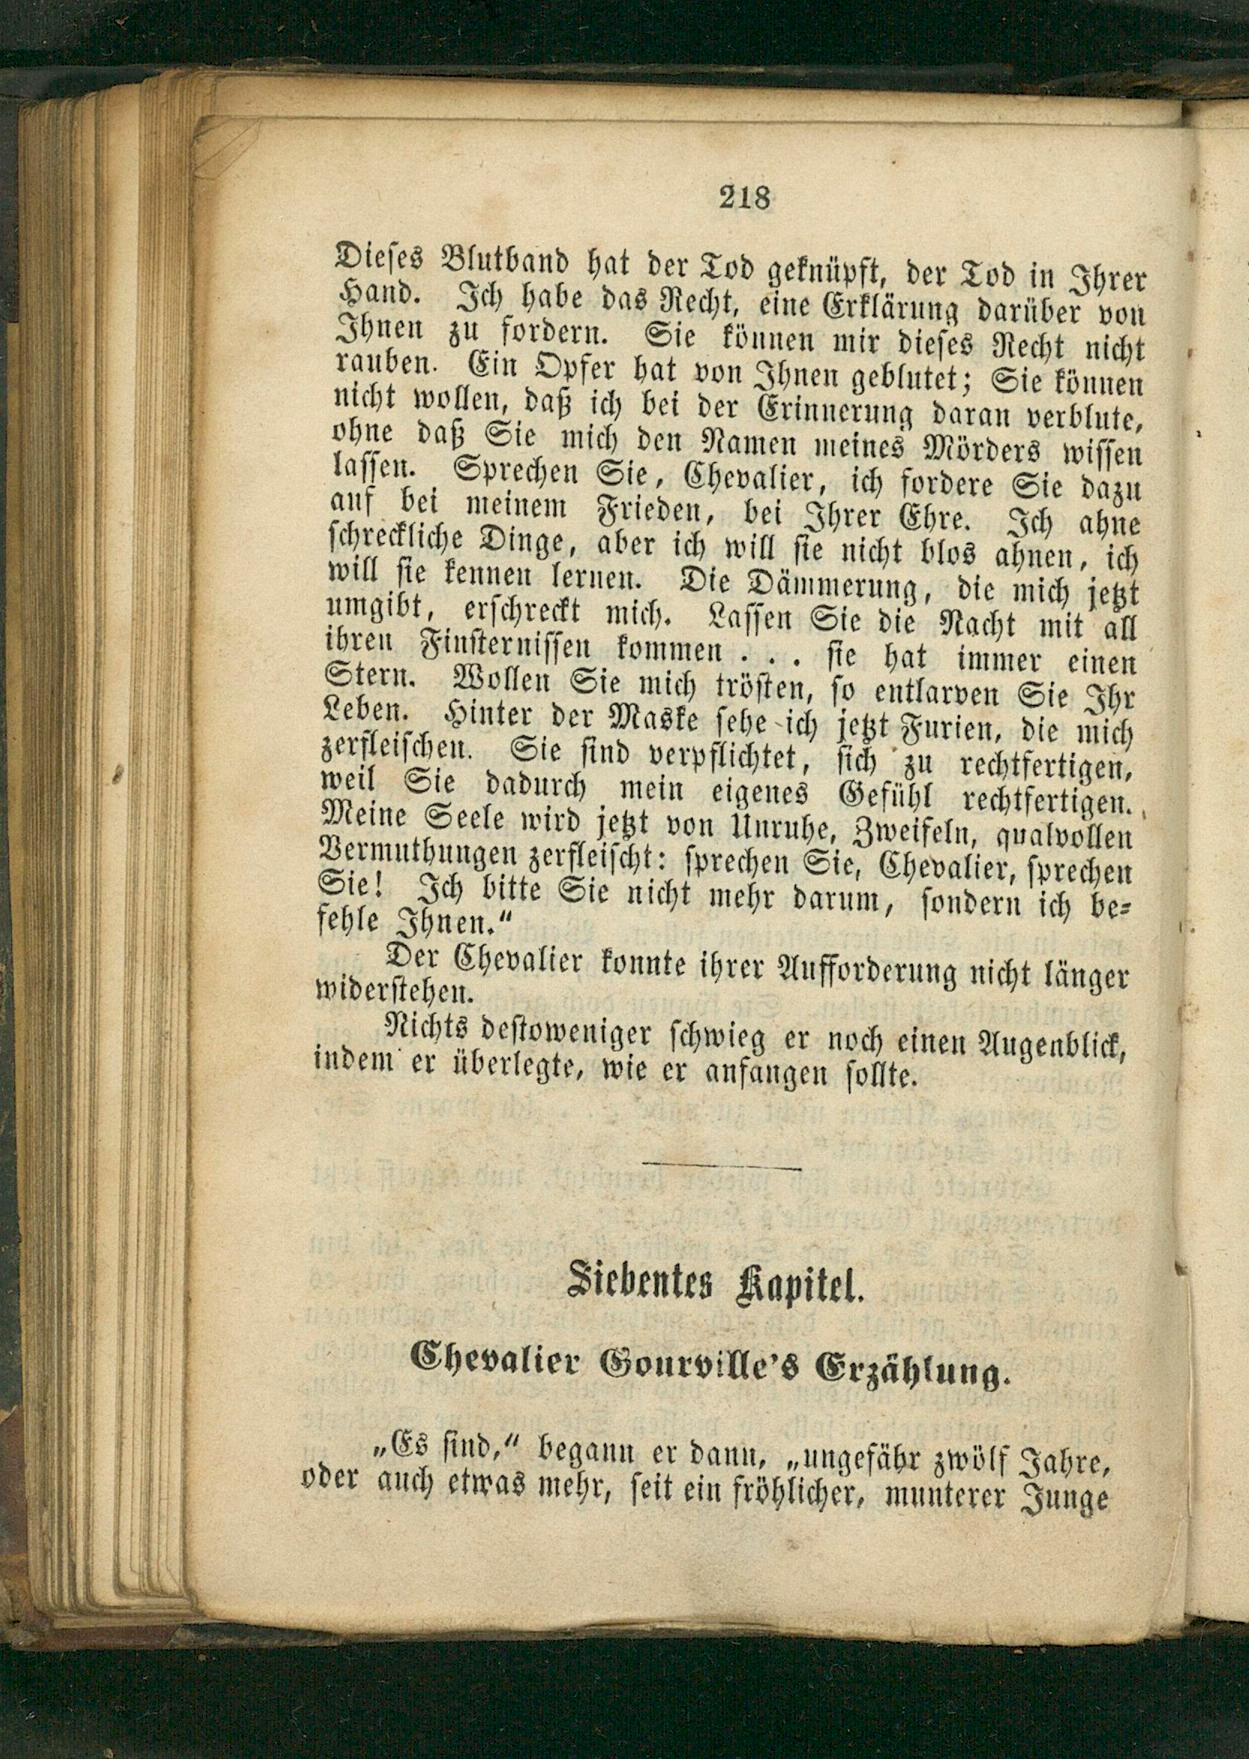 218
Dieses Blutband hat der Tod geknüpft, der Tod in Ihrer
Hand. Ich habe das Recht, eine Erklärung darüber von
Ihnen zu fordern. Sie können mir dieses Recht nicht
rauben. Ein Opfer hat von Ihnen geblutet; Sie können
nicht wollen, daß ich bei der Erinnerung daran verblute,
ohne daß Sie mich den Namen meines Mörders wissen
lassen. Sprechen Sie, Chevalier, ich fordere Sie dazu
auf bei meinem Frieden, bei Ihrer Ehre. Ich ahne
schreckliche Dinge, aber ich will sie nicht blos ahnen, ich
will sie kennen lernen. Die Dämmerung, die mich jetzt
umgibt, erschreckt mich. Lassen Sie die Nacht mit all
ihren Finsternissen kommen . . . sie hat immer einen
Stern. Wollen Sie mich trösten, so entlarven Sie Ihr
Leben. Hinter der Maske sehe ich jetzt Furien, die mich
zerfleischen. Sie sind verpflichtet, sich zu rechtfertigen,
weil Sie dadurch mein eigenes Gefühl rechtfertigen.
Meine Seele wird jetzt von Unruhe, Zweifeln, qualvollen
Vermuthungen zerfleischt: sprechen Sie, Chevalier, sprechen
Sie! Ich bitte Sie nicht mehr darum, sondern ich be-
fehle Ihnen.“
Der Chevalier konnte ihrer Aufforderung nicht länger
widerstehen.
Nichts destoweniger schwieg er noch einen Augenblick,
indem er überlegte, wie er anfangen sollte.
Siebentes Kapitel.
Chevalier Gourville's Erzählung.
„Es sind,“ begann er dann, „ungefähr zwölf Jahre,
oder auch etwas mehr, seit ein fröhlicher, munterer Junge